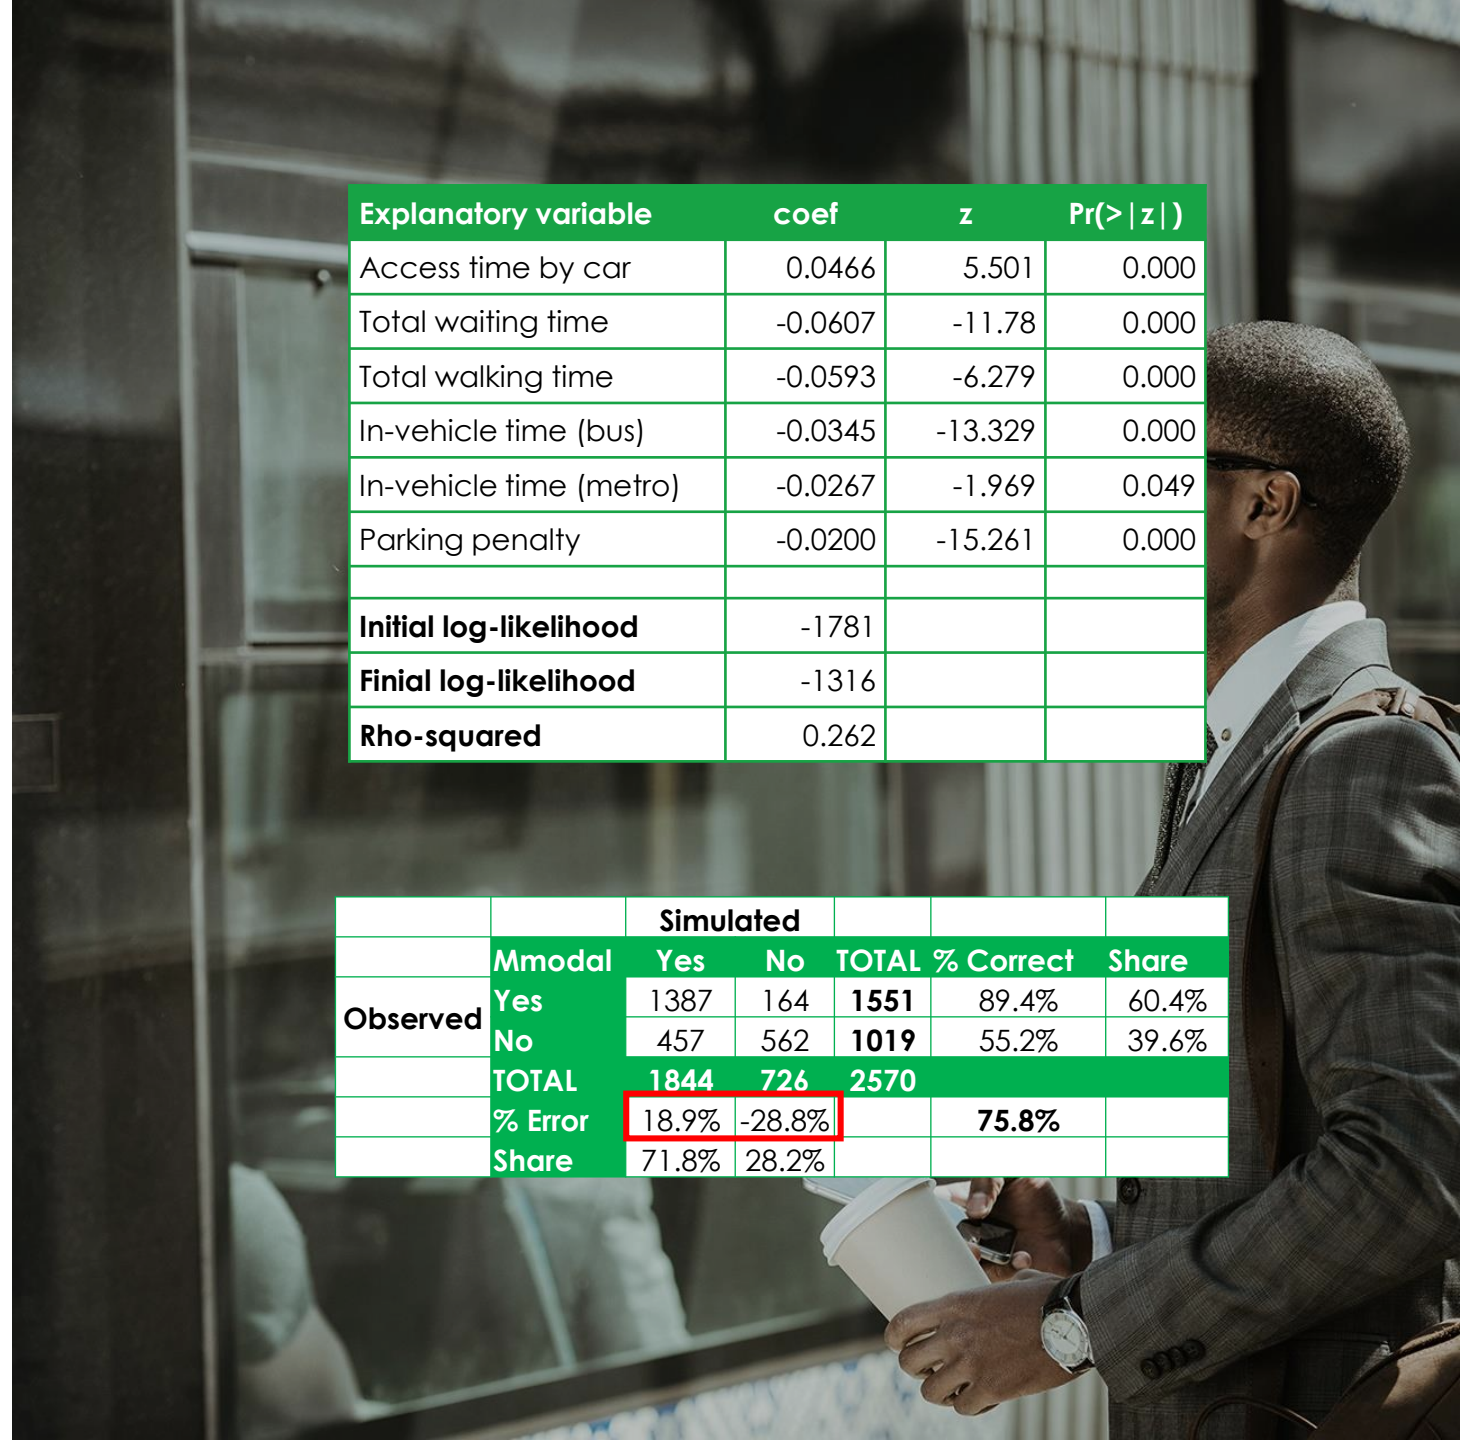 Explanatory variable coef z Pr(>|z|)
Access time by car 0.0466 5.501 0.000
Total waiting time -0.0607 -11.78 0.000
Total walking time -0.0593 -6.279 0.000
In-vehicle time (bus) -0.0345 -13.329 0.000
In-vehicle time (metro) -0.0267 -1.969 0.049
Parking penalty -0.0200 -15.261 0.000
Initial log-likelihood -1781
Finial log-likelihood -1316
Rho-squared 0.262
Simulated
Mmodal Yes No TOTAL % Correct Share
Observed Yes 1387 164 1551 89.4% 60.4%
No 457 562 1019 55.2% 39.6%
TOTAL 1844 726 2570
% Error 18.9% -28.8% 75.8%
Share 71.8% 28.2%